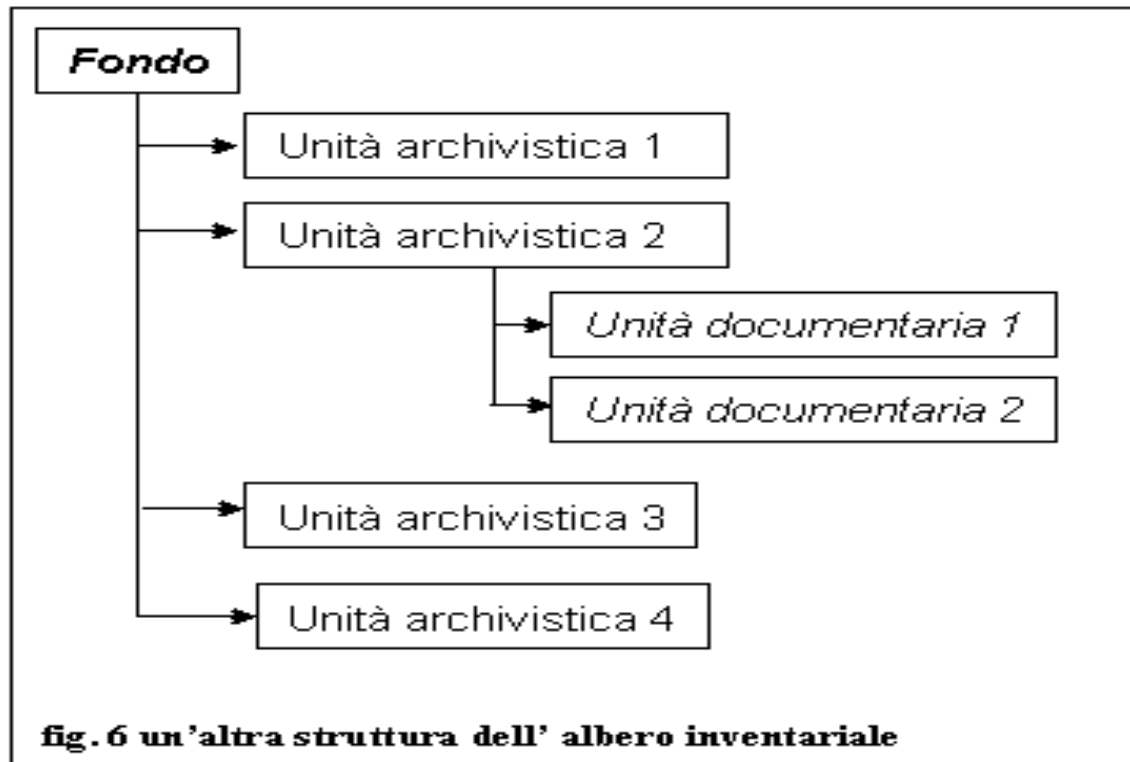 Fondo
Unità archivistica 1
Unità archivistica 2
Unità documentaria 1
Unità documentaria 2
Unità archivistica 3
Unità archivistica 4
fig. 6 un'altra struttura dell' albero inventariale